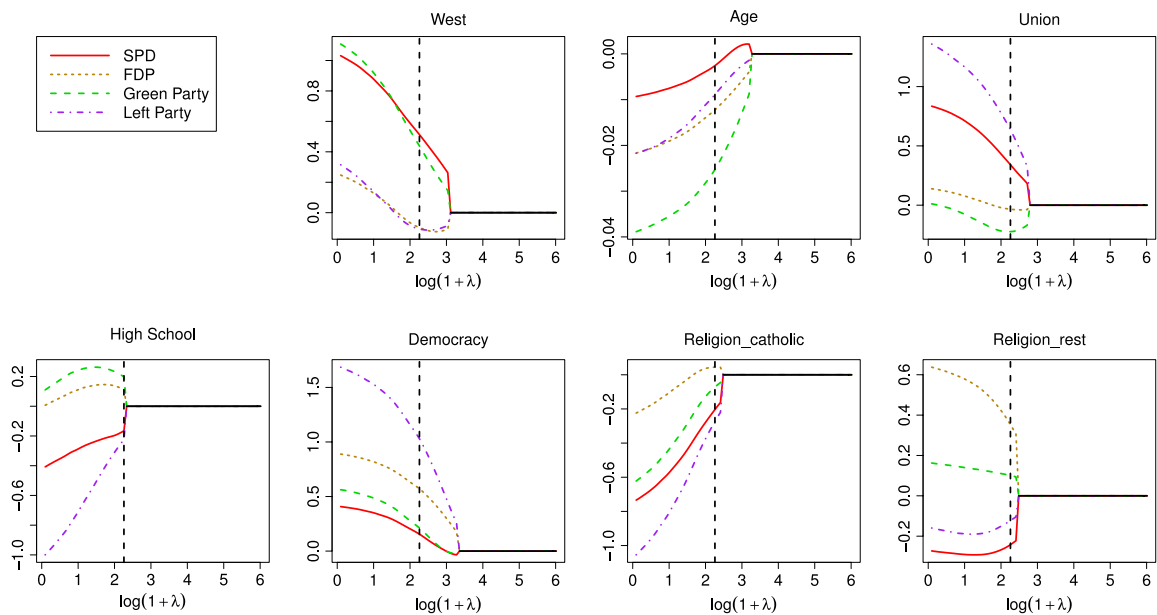 SPD
FDP
Green Party
Left Party
West
0.0 0.4 0.8
0 1 2 3 4 5 6
log(1+λ)
Age
−0.04 −0.02 0.00
0 1 2 3 4 5 6
log(1+λ)
Union
0.0 0.5 1.0
0 1 2 3 4 5 6
log(1+λ)
High School
−1.0 −0.6 −0.2 0.2
0 1 2 3 4 5 6
log(1+λ)
Democracy
0.0 0.5 1.0 1.5
0 1 2 3 4 5 6
log(1+λ)
Religion_catholic
−1.0 −0.6 −0.2
0 1 2 3 4 5 6
log(1+λ)
Religion_rest
−0.2 0.0 0.2 0.4 0.6
0 1 2 3 4 5 6
log(1+λ)